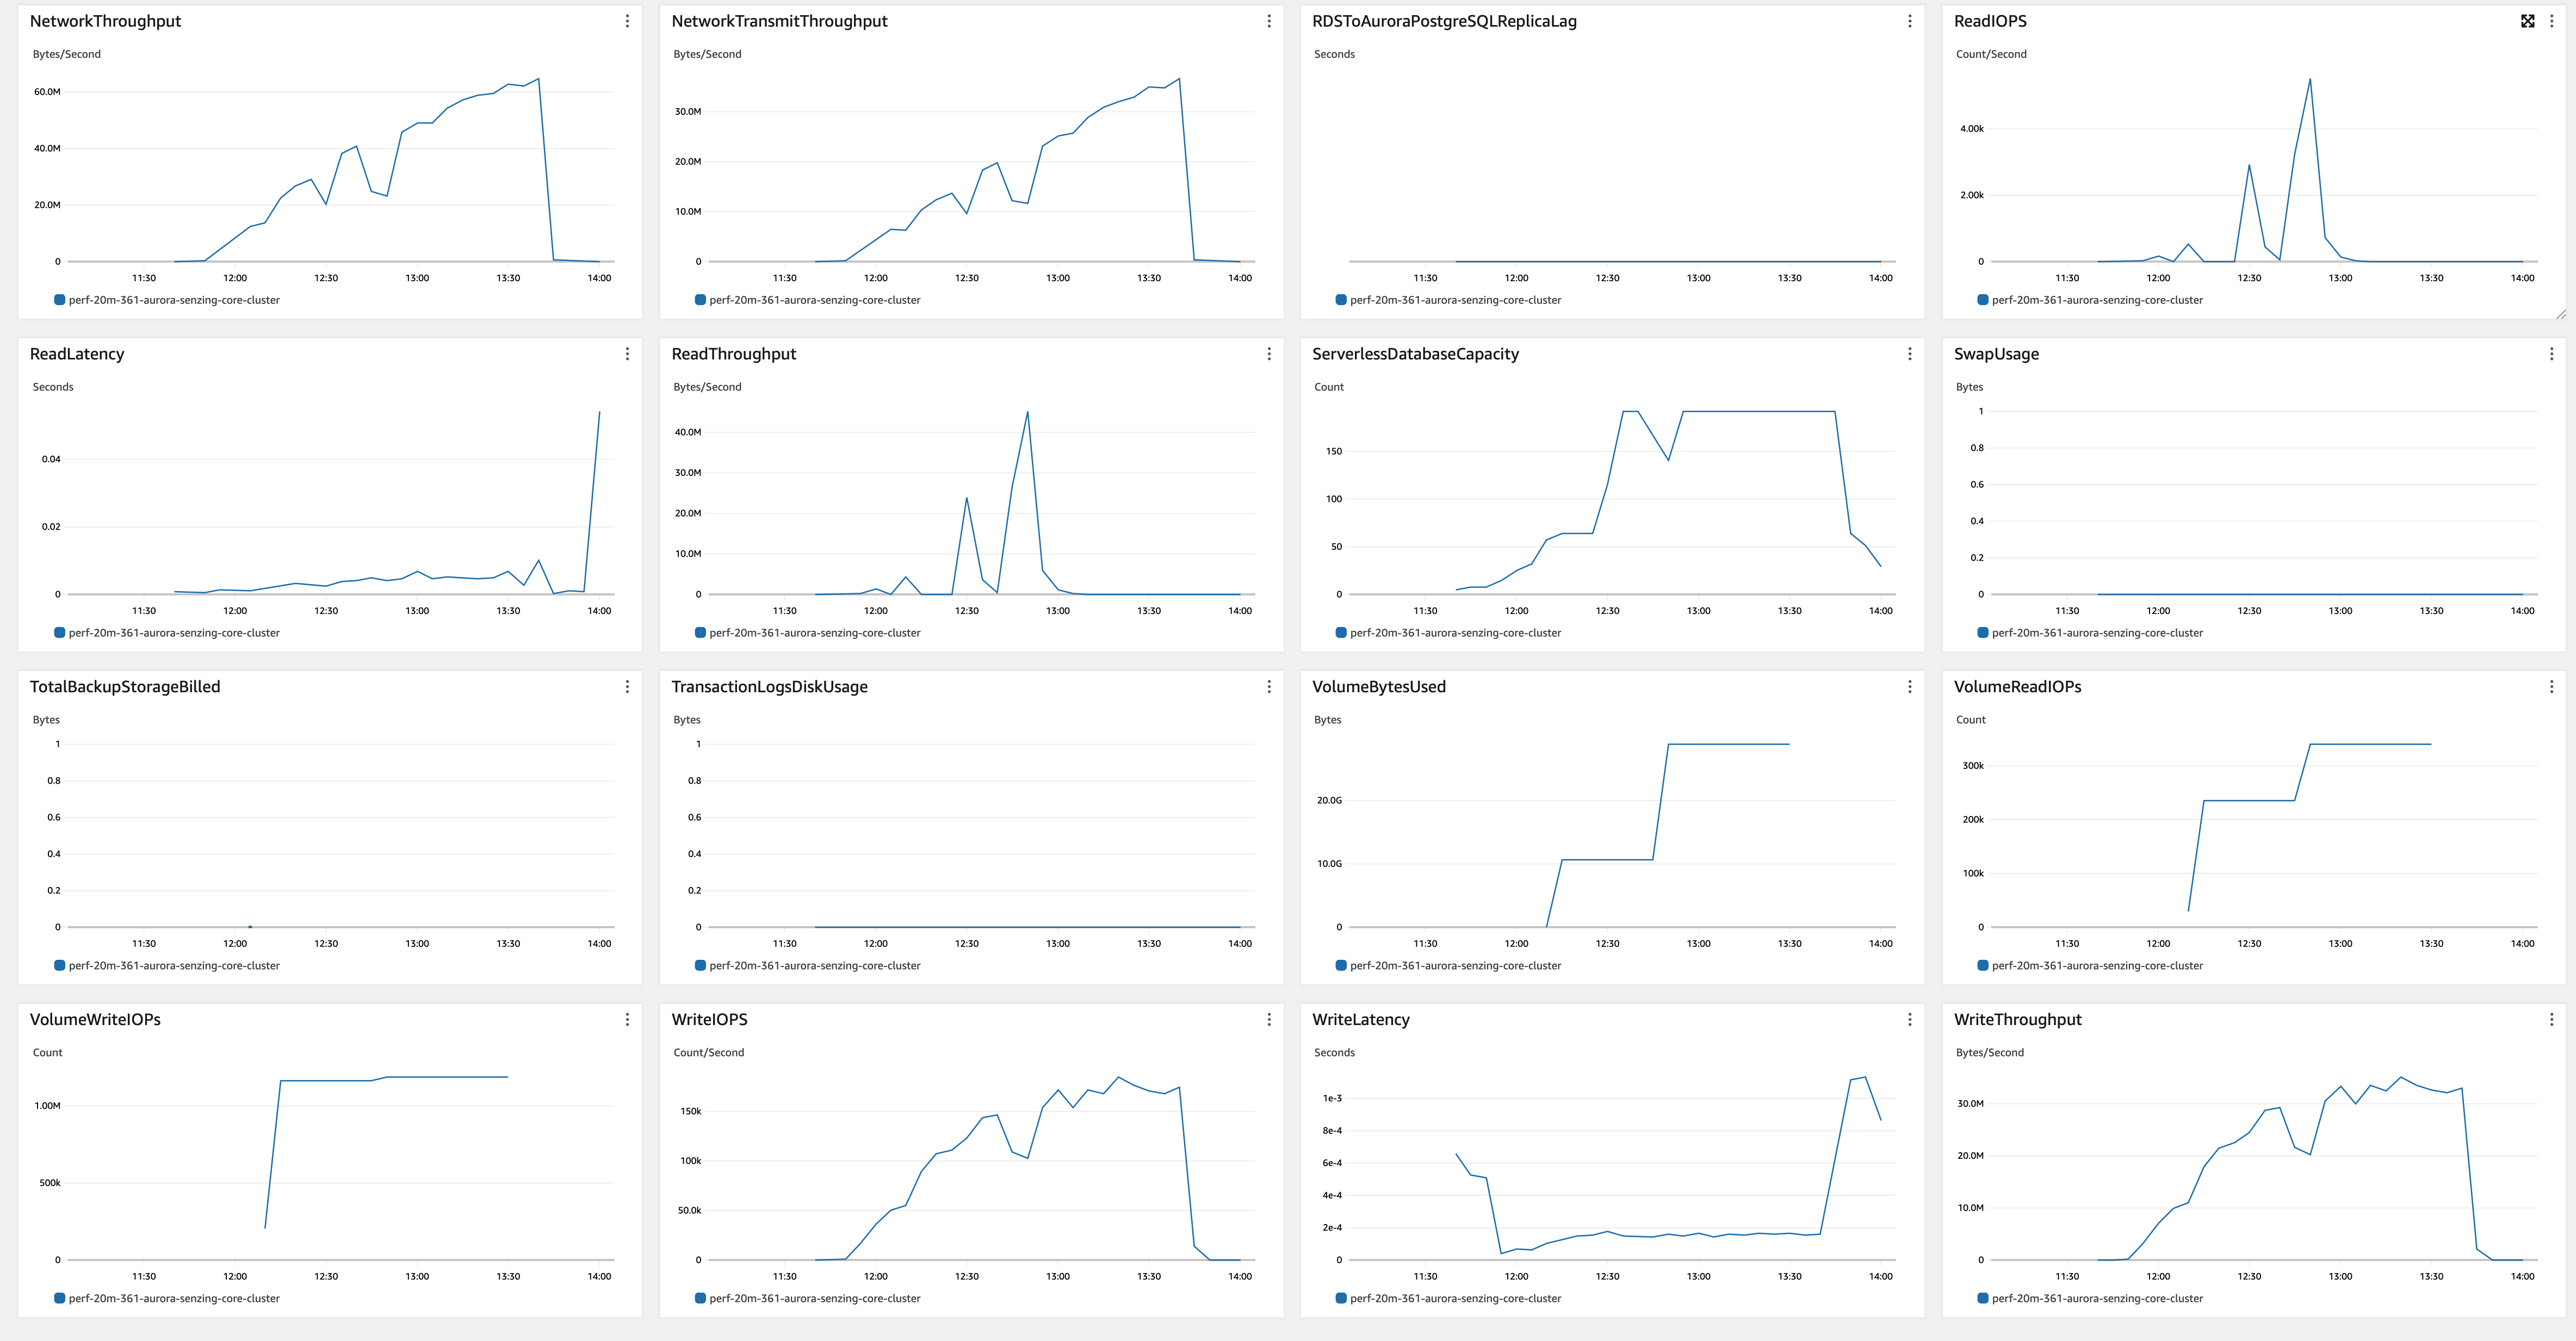 NetworkThroughput
Bytes/Second
60.0M
40.0M
20.0M
0
11:30 12:00 12:30 13:00 13:30 14:00
perf-20m-361-aurora-senzing-core-cluster
NetworkTransmitThroughput
Bytes/Second
30.0M
20.0M
10.0M
0
11:30 12:00 12:30 13:00 13:30 14:00
perf-20m-361-aurora-senzing-core-cluster
RDSToAuroraPostgreSQLReplicaLag
Seconds
11:30 12:00 12:30 13:00 13:30 14:00
perf-20m-361-aurora-senzing-core-cluster
ReadIOPS
Count/Second
4.00k
2.00k
0
11:30 12:00 12:30 13:00 13:30 14:00
perf-20m-361-aurora-senzing-core-cluster
ReadLatency
Seconds
0.04
0.02
0
11:30 12:00 12:30 13:00 13:30 14:00
perf-20m-361-aurora-senzing-core-cluster
ReadThroughput
Bytes/Second
40.0M
30.0M
20.0M
10.0M
0
11:30 12:00 12:30 13:00 13:30 14:00
perf-20m-361-aurora-senzing-core-cluster
ServerlessDatabaseCapacity
Count
150
100
50
0
11:30 12:00 12:30 13:00 13:30 14:00
perf-20m-361-aurora-senzing-core-cluster
SwapUsage
Bytes
1
0.8
0.6
0.4
0.2
0
11:30 12:00 12:30 13:00 13:30 14:00
perf-20m-361-aurora-senzing-core-cluster
TotalBackupStorageBilled
Bytes
1
0.8
0.6
0.4
0.2
0
11:30 12:00 12:30 13:00 13:30 14:00
perf-20m-361-aurora-senzing-core-cluster
TransactionLogsDiskUsage
Bytes
1
0.8
0.6
0.4
0.2
0
11:30 12:00 12:30 13:00 13:30 14:00
perf-20m-361-aurora-senzing-core-cluster
VolumeBytesUsed
Bytes
20.0G
10.0G
0
11:30 12:00 12:30 13:00 13:30 14:00
perf-20m-361-aurora-senzing-core-cluster
VolumeReadIOPs
Count
300k
200k
100k
0
11:30 12:00 12:30 13:00 13:30 14:00
perf-20m-361-aurora-senzing-core-cluster
VolumeWriteIOPs
Count
1.00M
500k
0
11:30 12:00 12:30 13:00 13:30 14:00
perf-20m-361-aurora-senzing-core-cluster
WriteIOPS
Count/Second
150k
100k
50.0k
0
11:30 12:00 12:30 13:00 13:30 14:00
perf-20m-361-aurora-senzing-core-cluster
WriteLatency
Seconds
1e-3
8e-4
6e-4
4e-4
2e-4
0
11:30 12:00 12:30 13:00 13:30 14:00
perf-20m-361-aurora-senzing-core-cluster
WriteThroughput
Bytes/Second
30.0M
20.0M
10.0M
0
11:30 12:00 12:30 13:00 13:30 14:00
perf-20m-361-aurora-senzing-core-cluster